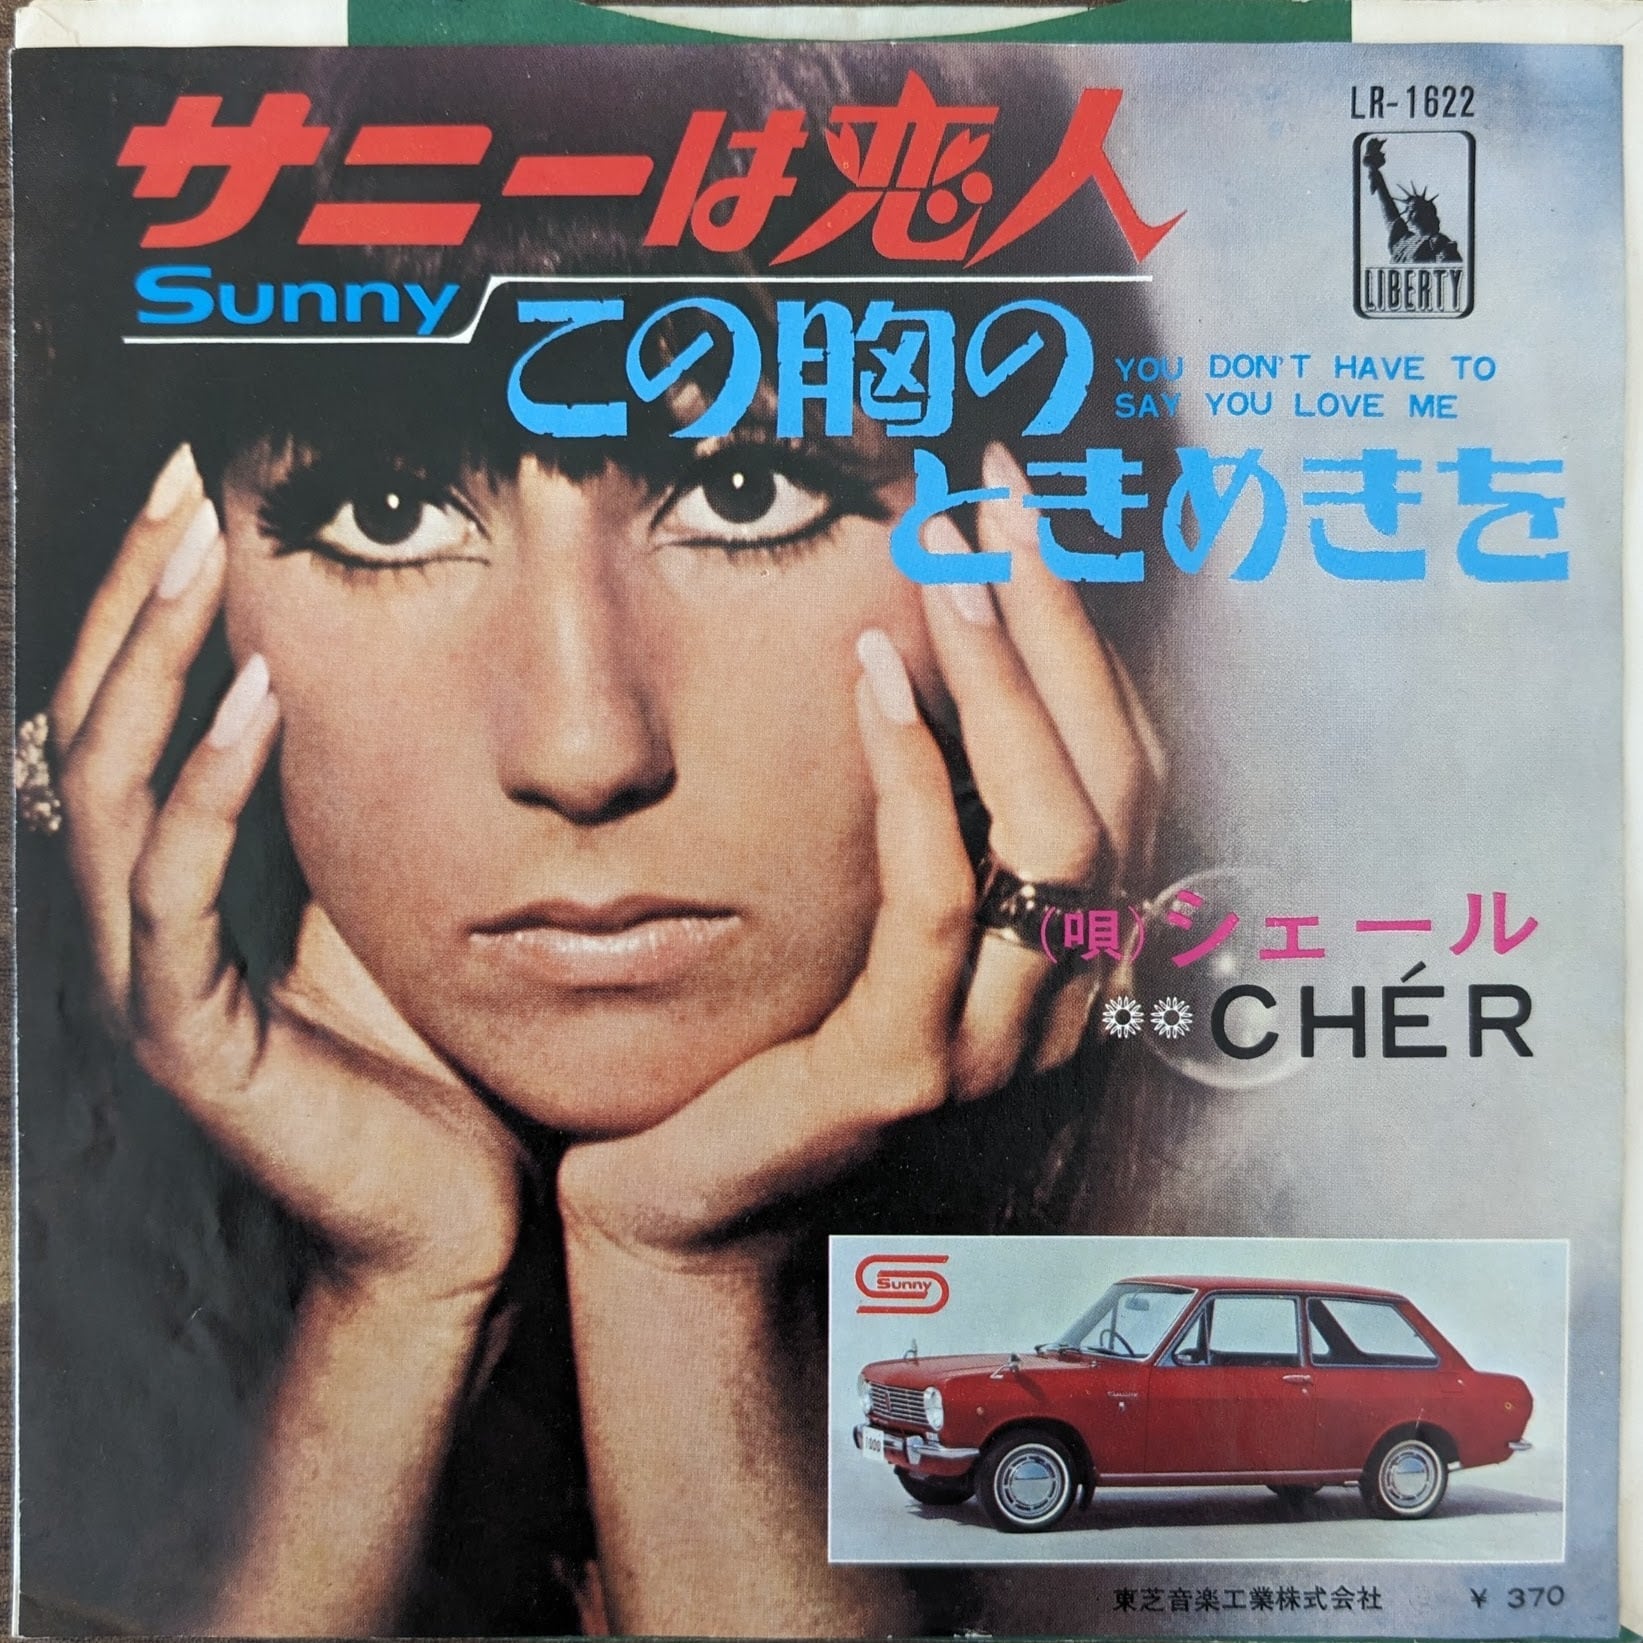 サニーは恋人
LR-1622
LIBERTY
Sunny
この胸の
YOU DON'T HAVE TO
SAY YOU LOVE ME
ときめきを
(唄)シェール
CHÉR
Sunny
1000
東芝音楽工業株式会社 ¥ 370